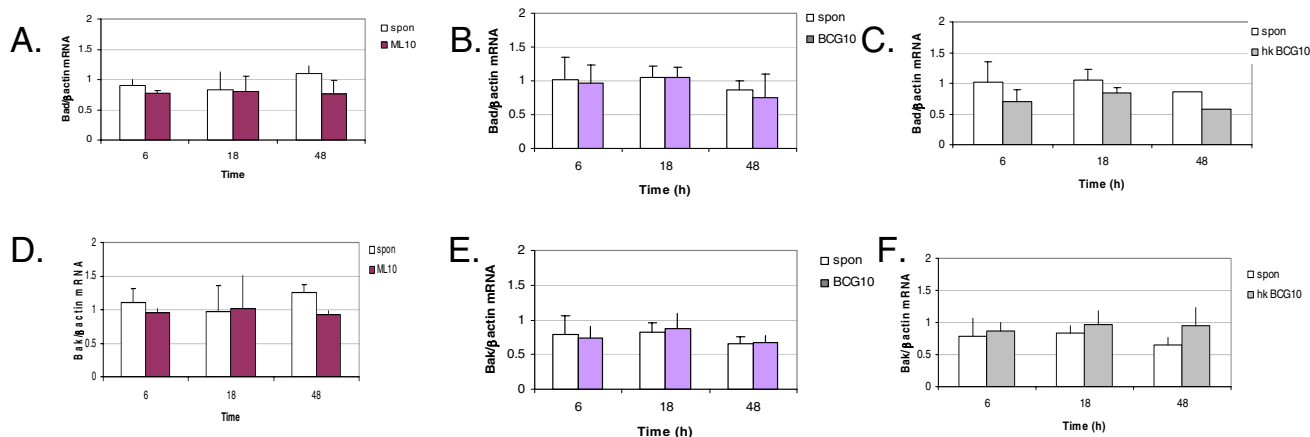 A.
Bad/βactin mRNA
2
1.5
1
0.5
0
6 18 48
Time
spon
ML10
B.
Bad/βactin mRNA
2
1.5
1
0.5
0
6 18 48
Time (h)
spon
BCG10
C.
Bad/βactin mRNA
2
1.5
1
0.5
0
6 18 48
Time (h)
spon
hk BCG10
D.
Bak/βactin mRNA
2
1.5
1
0.5
0
6 18 48
Time
spon
ML10
E.
Bak/βactin mRNA
2
1.5
1
0.5
0
6 18 48
Time (h)
spon
BCG10
F.
Bak/βactin mRNA
2
1.5
1
0.5
0
6 18 48
Time (h)
spon
hk BCG10